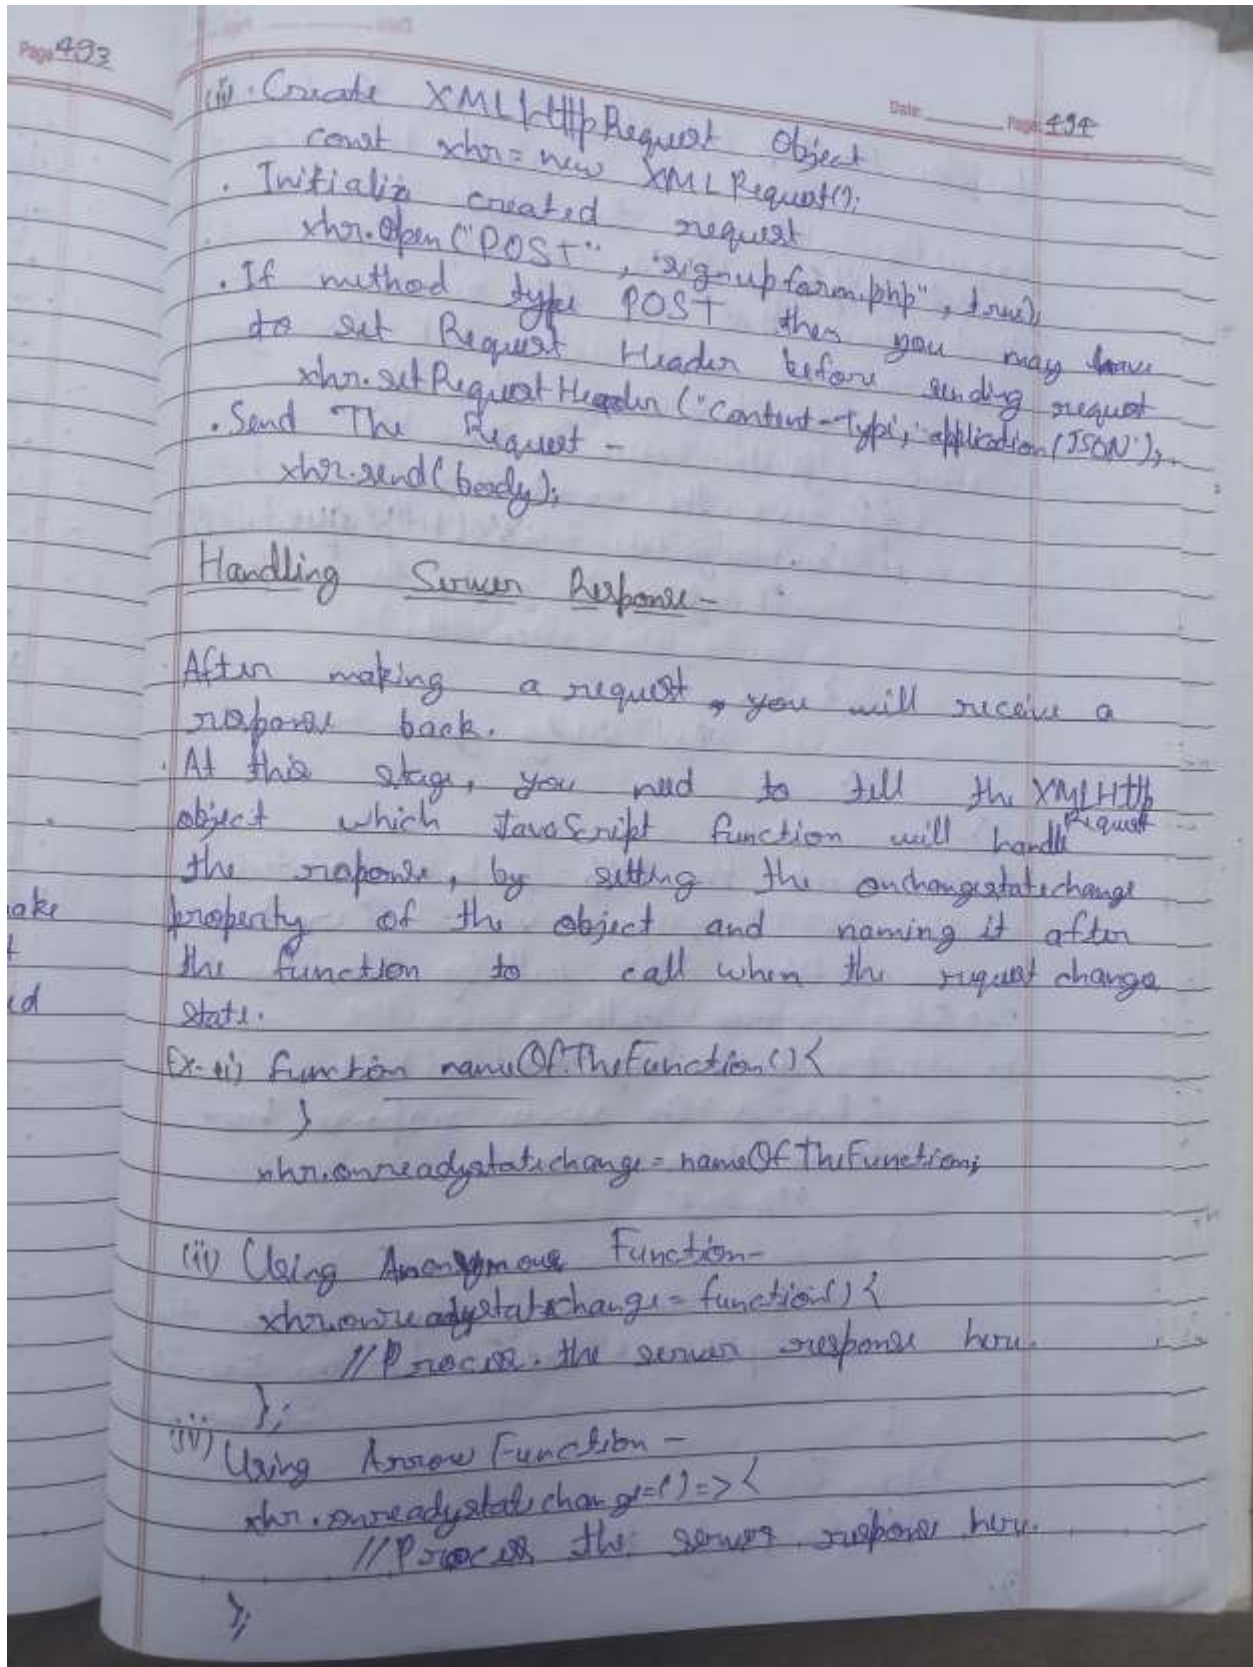 Page 493
Date: Page: 494
(ii) • Create XMLHttpRequest Object
const xhr = new XMLRequest();
• Initializ created request
xhr.open("POST", "signupform.php", true);
• If method type POST then you may have
to set Request Header before sending request
xhr.setRequestHeader("Content-Type", "application/JSON");
• Send The Request -
xhr.send(body);
Handling Server Response -
After making a request, you will receive a
response back.
• At this stage, you need to tell the XMLHttp
Request
object which JavaScript function will handle
the response, by setting the onchangestatechange
property of the object and naming it after
the function to call when the request change
state.
Ex- (i) function nameOfTheFunction() {
}
xhr.onreadystatechange = nameOfTheFunction;
(ii) Using Anonymous Function -
xhr.onreadystatechange = function() {
// Process the server response here.
};
(iii) Using Arrow Function -
xhr.onreadystatechange = () => {
// Process the server response here.
};
ake
t
ed